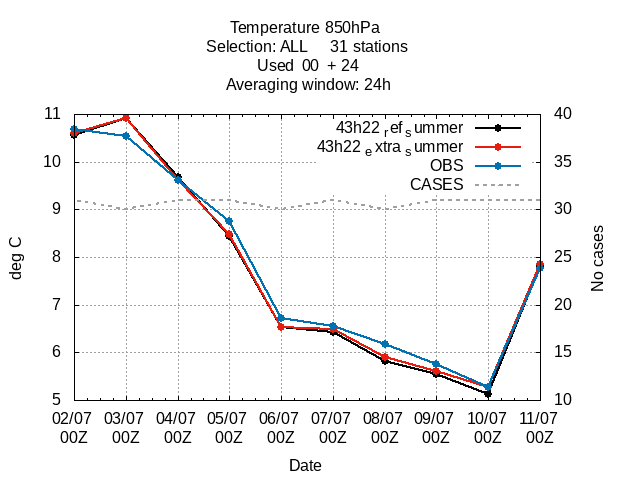 Temperature 850hPa
Selection: ALL 31 stations
Used 00 + 24
Averaging window: 24h
43h22 ref summer
43h22 extra summer
OBS
CASES
11
10
9
8
7
6
5
deg C
40
35
30
25
20
15
10
No cases
02/07 03/07 04/07 05/07 06/07 07/07 08/07 09/07 10/07 11/07
00Z 00Z 00Z 00Z 00Z 00Z 00Z 00Z 00Z 00Z
Date